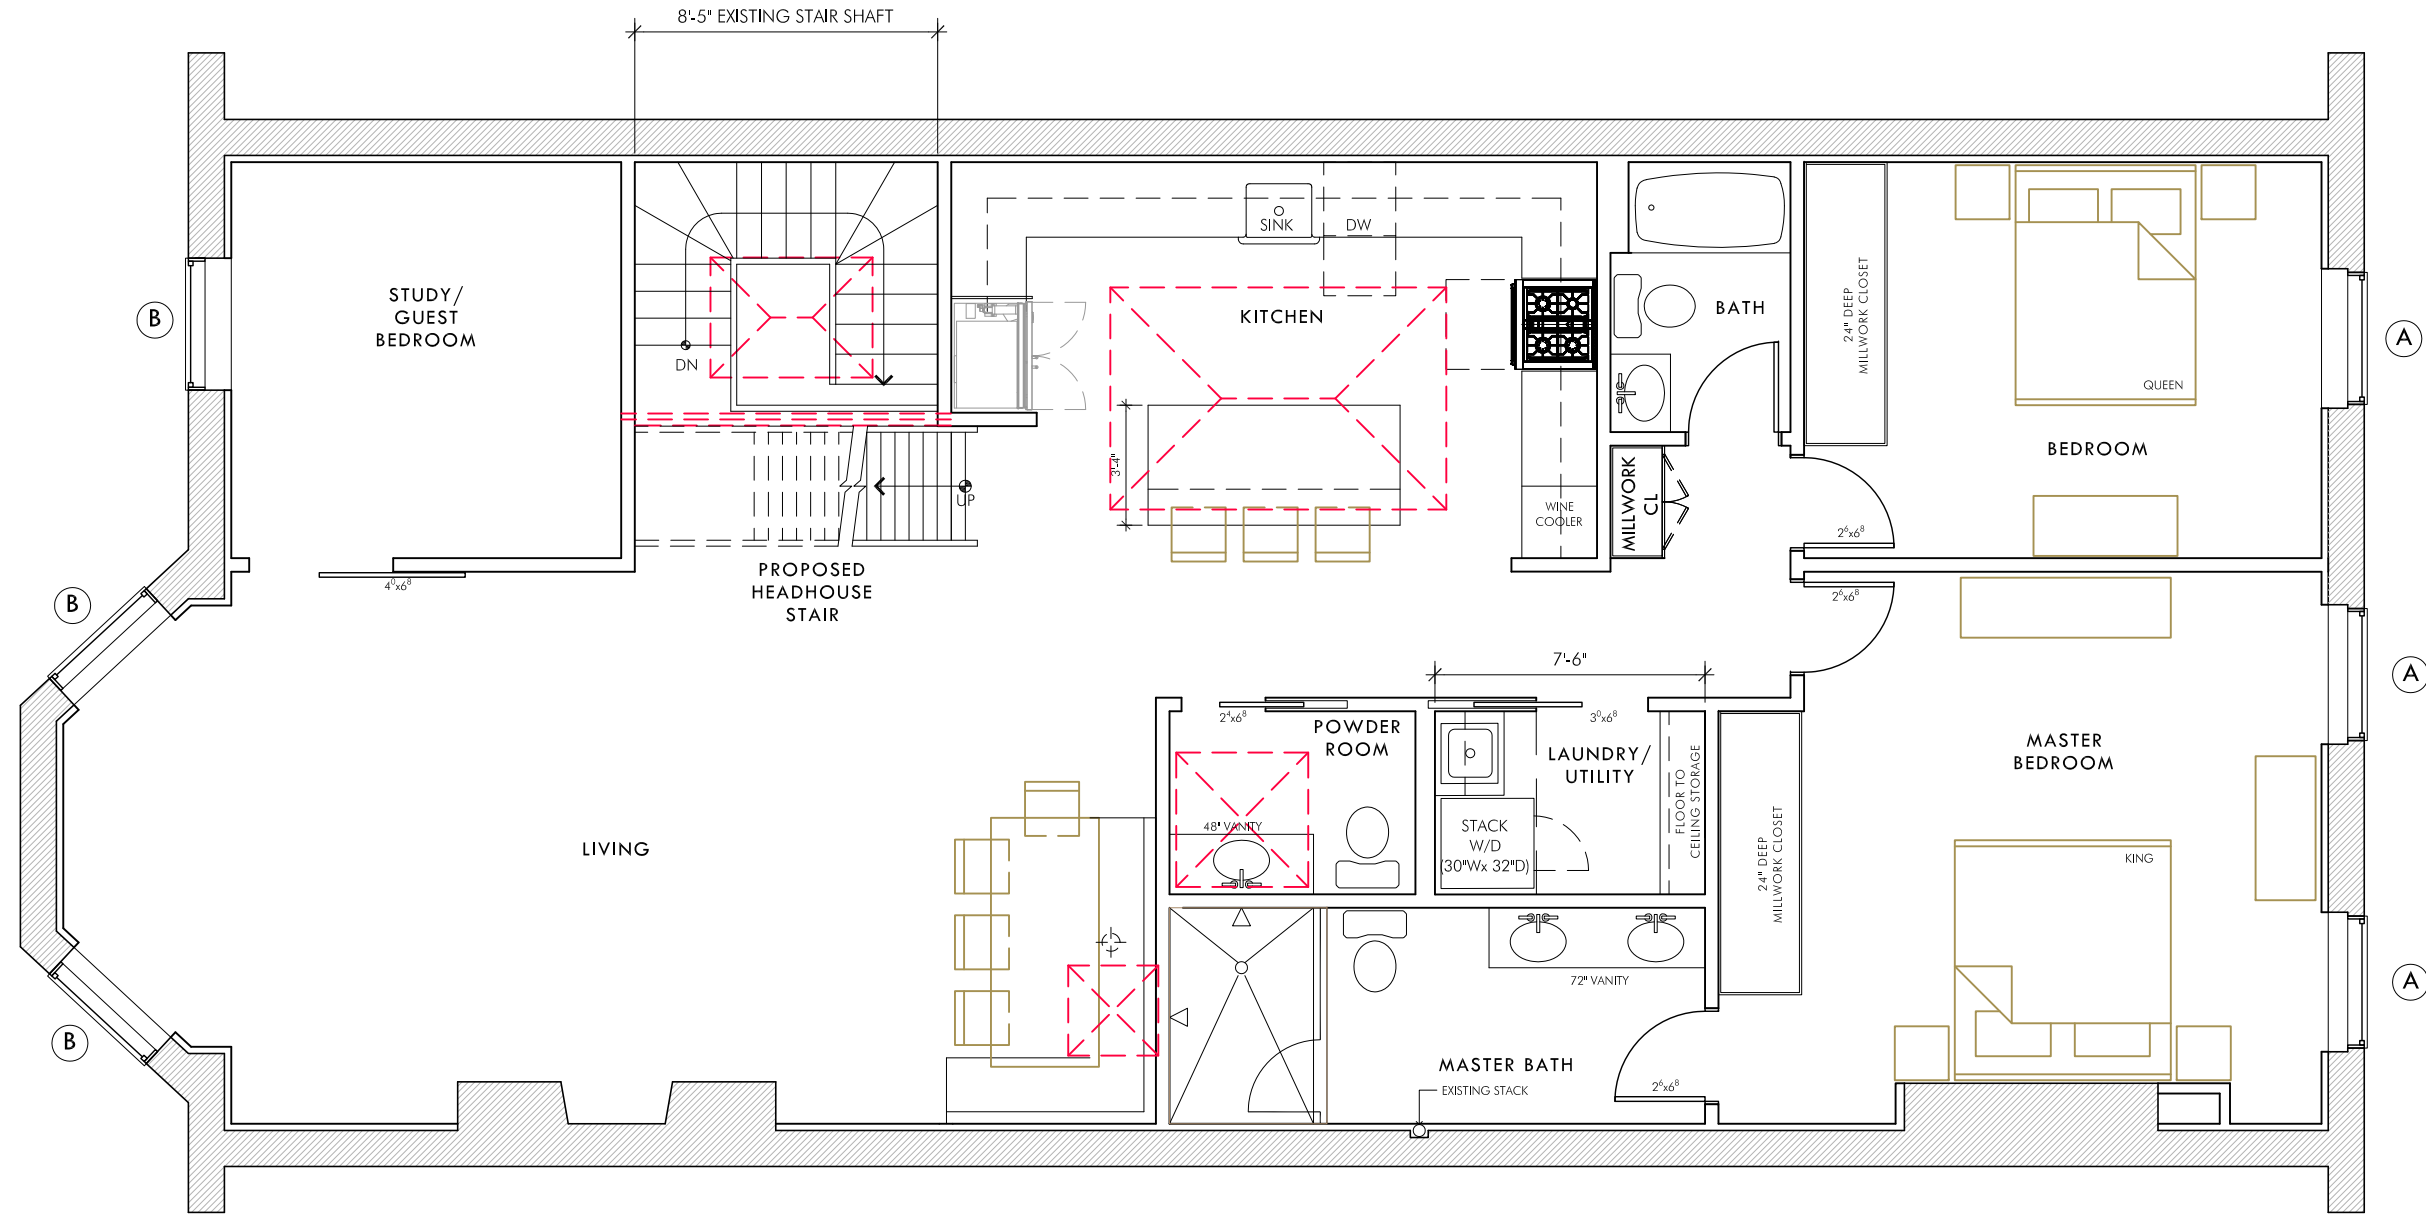 8'-5" EXISTING STAIR SHAFT
B
STUDY/
GUEST
BEDROOM
DN
UP
PROPOSED
HEADHOUSE
STAIR
4⁰x6⁸
SINK
DW
KITCHEN
3'-4"
WINE
COOLER
BATH
MILLWORK
CL
24" DEEP
MILLWORK CLOSET
QUEEN
BEDROOM
2⁶x6⁸
A
B
2⁶x6⁸
7'-6"
A
2⁴x6⁸
POWDER
ROOM
48" VANITY
3⁰x6⁸
LAUNDRY/
UTILITY
STACK
W/D
(30"Wx 32"D)
FLOOR TO
CEILING STORAGE
MASTER
BEDROOM
24" DEEP
MILLWORK CLOSET
KING
LIVING
72" VANITY
A
B
MASTER BATH
EXISTING STACK
2⁶x6⁸